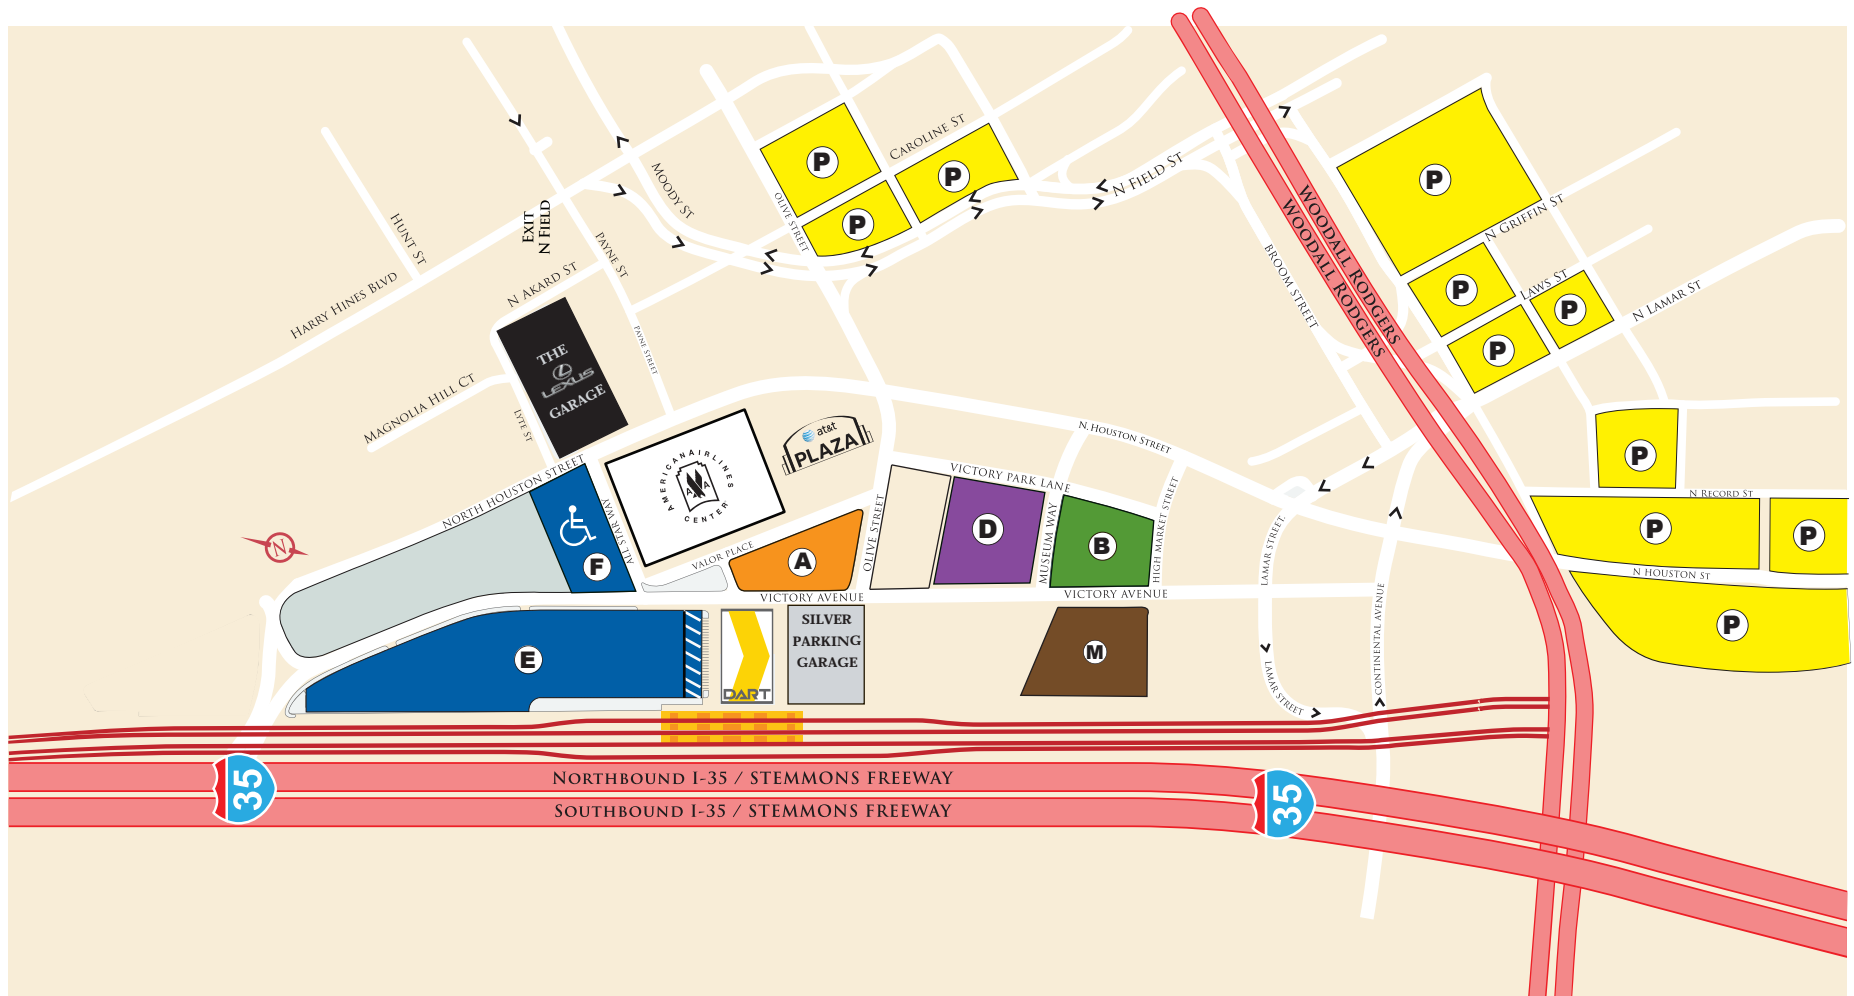 CAROLINE ST
P
P
P
OLIVE STREET
MOODY ST
N FIELD ST
HUNT ST
EXIT
N FIELD
PAYNE ST
HARRY HINES BLVD
N AKARD ST
PAYNE STREET
THE
LEXUS
GARAGE
MAGNOLIA HILL CT
LYTE ST
WOODALL RODGERS
WOODALL RODGERS
BROOM STREET
P
N GRIFFIN ST
P
LAWS ST
P
P
N LAMAR ST
P
N RECORD ST
P
P
N HOUSTON ST
P
NORTH HOUSTON STREET
N
F
ALL STAR WAY
AMERICANAIRLINES
AA
CENTER
at&t
PLAZA
VALOR PLACE
A
OLIVE STREET
VICTORY PARK LANE
N. HOUSTON STREET
D
MUSEUM WAY
B
HIGH MARKET STREET
LAMAR STREET
CONTINENTAL AVENUE
VICTORY AVENUE
VICTORY AVENUE
E
DART
SILVER
PARKING
GARAGE
M
LAMAR STREET
35
NORTHBOUND I-35 / STEMMONS FREEWAY
SOUTHBOUND I-35 / STEMMONS FREEWAY
35